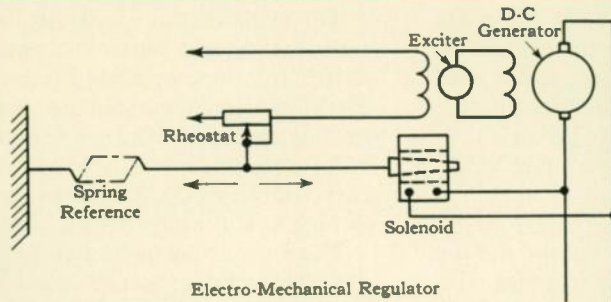 D-C
Generator
Exciter
Rheostat
Spring
Reference
Solenoid
Electro-Mechanical Regulator